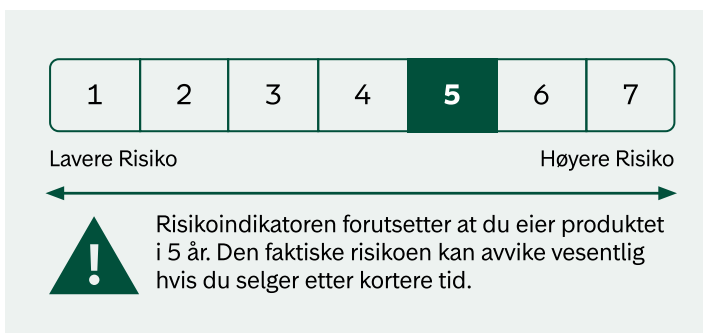 1 2 3 4 5 6 7
Lavere Risiko Høyere Risiko
!
Risikoindikatoren forutsetter at du eier produktet
i 5 år. Den faktiske risikoen kan avvike vesentlig
hvis du selger etter kortere tid.